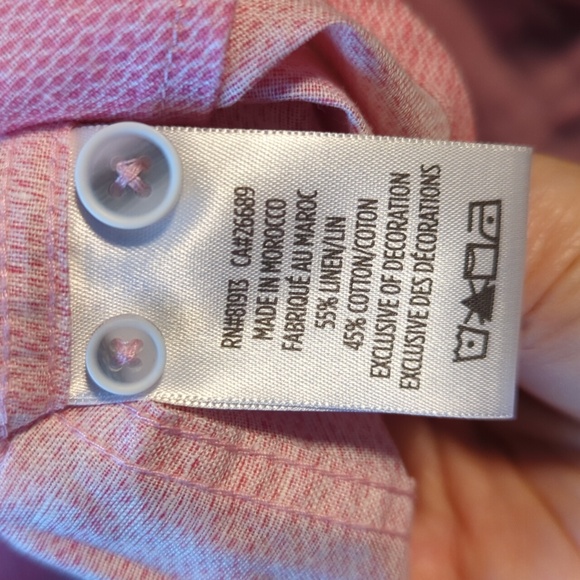 RN#81913 CA#26689
MADE IN MOROCCO
FABRIQUÉ AU MAROC
55% LINEN/LIN
45% COTTON/COTON
EXCLUSIVE OF DECORATION
EXCLUSIVE DES DÉCORATIONS